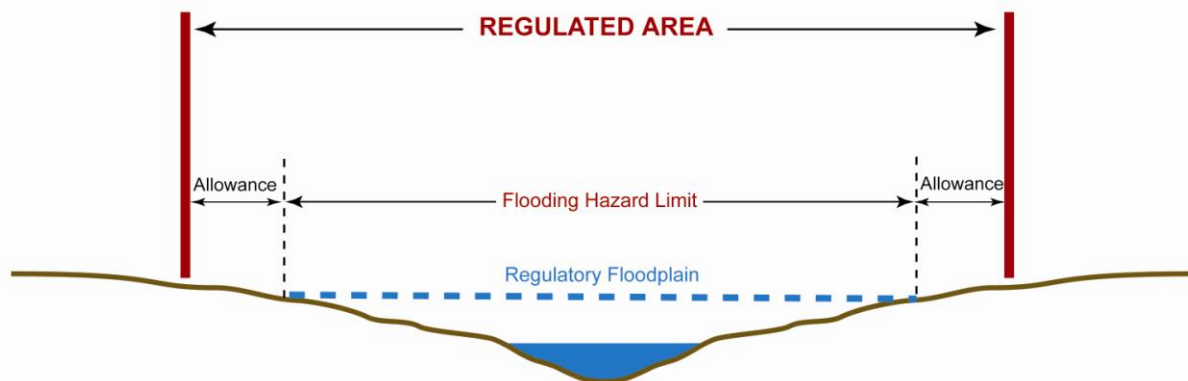 REGULATED AREA
Allowance
Flooding Hazard Limit
Allowance
Regulatory Floodplain